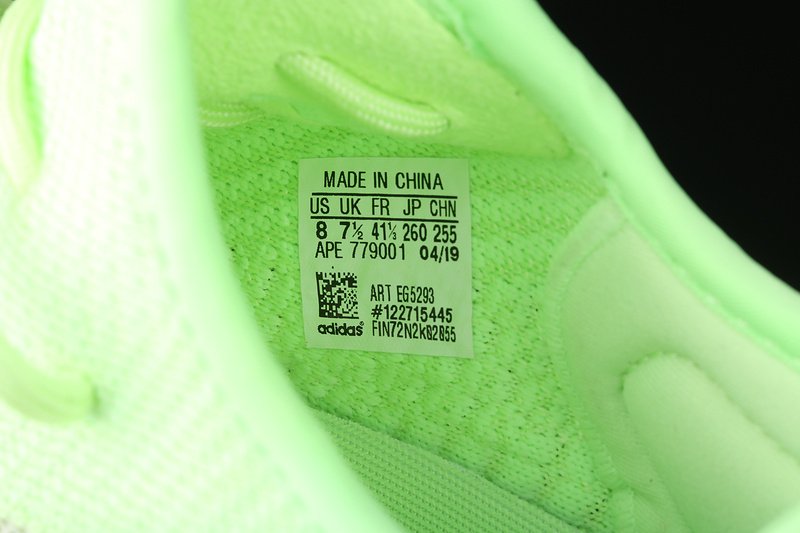 MADE IN CHINA
US UK FR JP CHN
8 7½ 41⅓ 260 255
APE 779001 04/19
ART EG5293
#122715445
adidas FIN72N2K82855